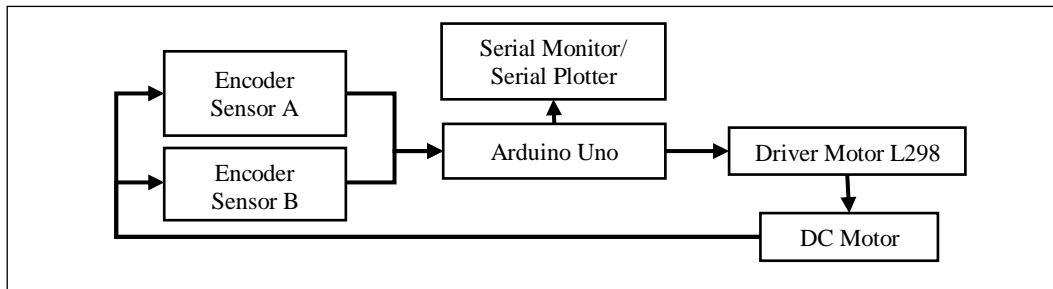 Serial Monitor/
Serial Plotter
Encoder
Sensor A
Arduino Uno
Driver Motor L298
Encoder
Sensor B
DC Motor